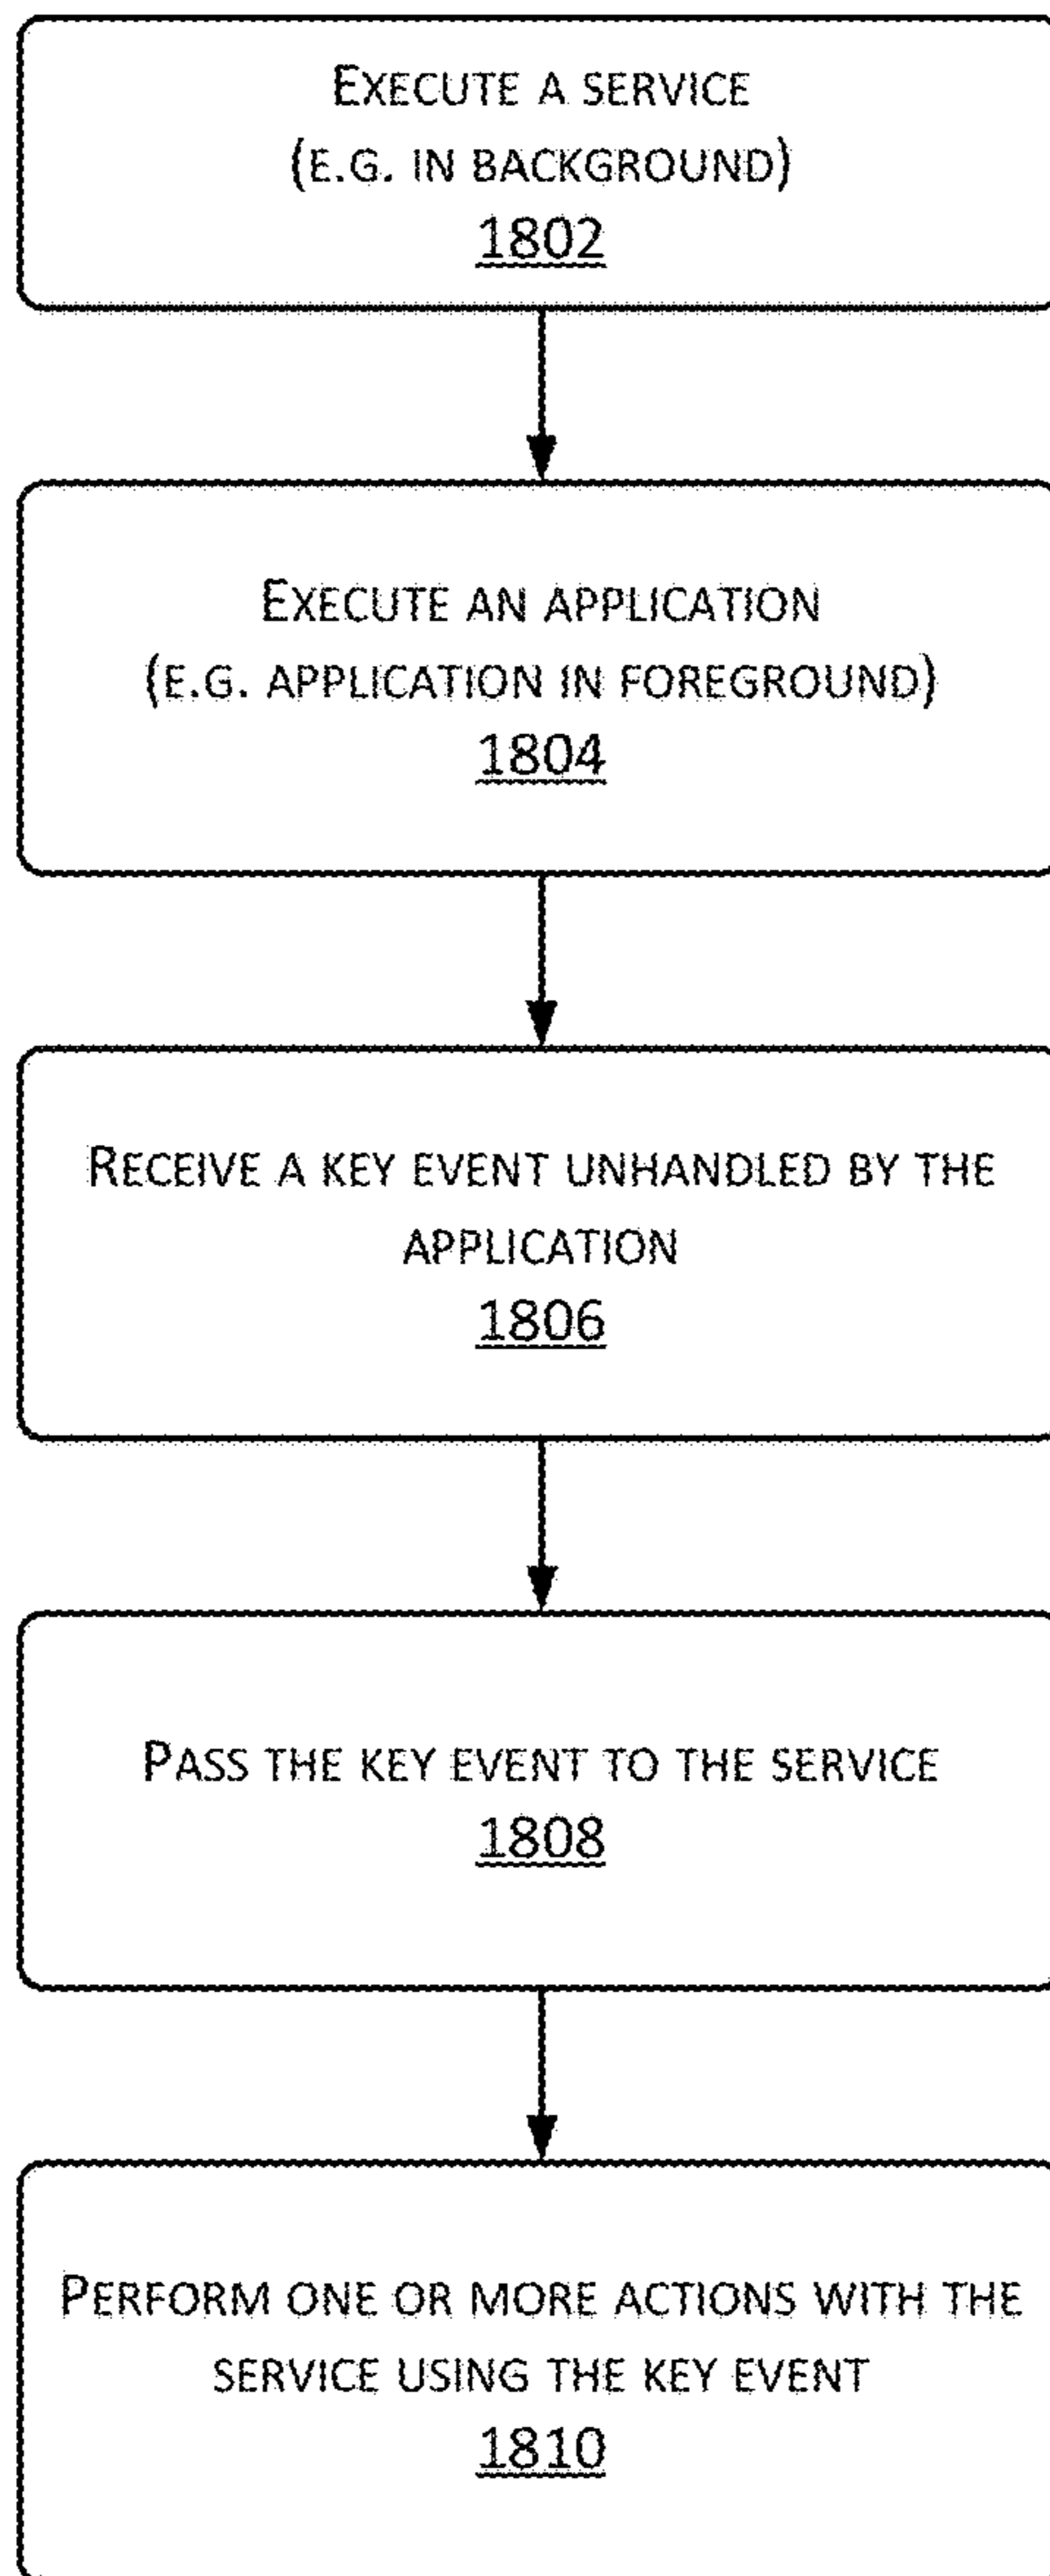 EXECUTE A SERVICE
(E.G. IN BACKGROUND)
1802
EXECUTE AN APPLICATION
(E.G. APPLICATION IN FOREGROUND)
1804
RECEIVE A KEY EVENT UNHANDLED BY THE
APPLICATION
1806
PASS THE KEY EVENT TO THE SERVICE
1808
PERFORM ONE OR MORE ACTIONS WITH THE
SERVICE USING THE KEY EVENT
1810